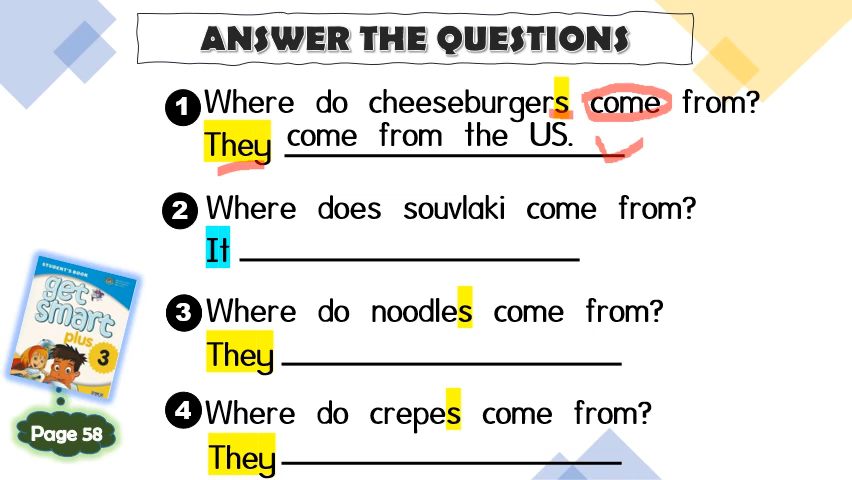 ANSWER THE QUESTIONS
1 Where do cheeseburgers come from?
They come from the US.
2 Where does souvlaki come from?
It
3 Where do noodles come from?
They
4 Where do crepes come from?
They
STUDENT'S BOOK
get
smart
plus
3
Page 58